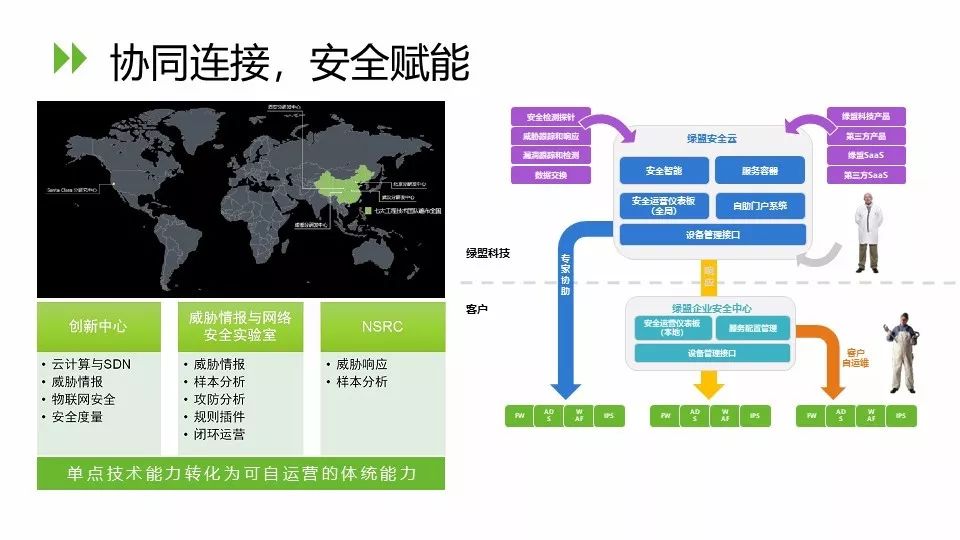 协同连接，安全赋能
西安分研发中心
Santa Clara 分研究中心
北京分研发中心
武汉分研发中心
七大工程技术团队遍布全国
成都分研发中心
创新中心
• 云计算与SDN
• 威胁情报
• 物联网安全
• 安全度量
威胁情报与网络
安全实验室
• 威胁情报
• 样本分析
• 攻防分析
• 规则插件
• 闭环运营
NSRC
• 威胁响应
• 样本分析
单点技术能力转化为可自运营的体统能力
安全检测探针
威胁跟踪和响应
漏洞跟踪和检测
数据交换
绿盟安全云
安全智能
服务容器
安全运营仪表板
（全局）
自助门户系统
设备管理接口
绿盟科技产品
第三方产品
绿盟SaaS
第三方SaaS
绿盟科技
客户
专家协助
响应
绿盟企业安全中心
安全运营仪表板
（本地）
服务配置管理
设备管理接口
客户
自运维
FW
AD
S
W
AF
IPS
FW
AD
S
W
AF
IPS
FW
AD
S
W
AF
IPS